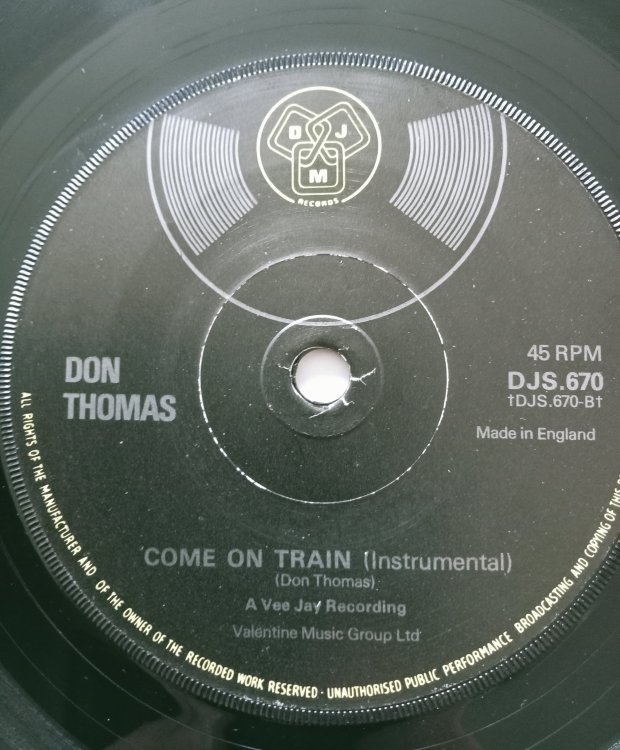 D J
M
RECORDS
DON
THOMAS
45 RPM
DJS.670
†DJS.670-B†
Made in England
COME ON TRAIN (Instrumental)
(Don Thomas)
A Vee Jay Recording
Valentine Music Group Ltd
ALL RIGHTS OF THE MANUFACTURER AND OF THE OWNER OF THE RECORDED WORK RESERVED · UNAUTHORISED PUBLIC PERFORMANCE BROADCASTING AND COPYING OF THIS